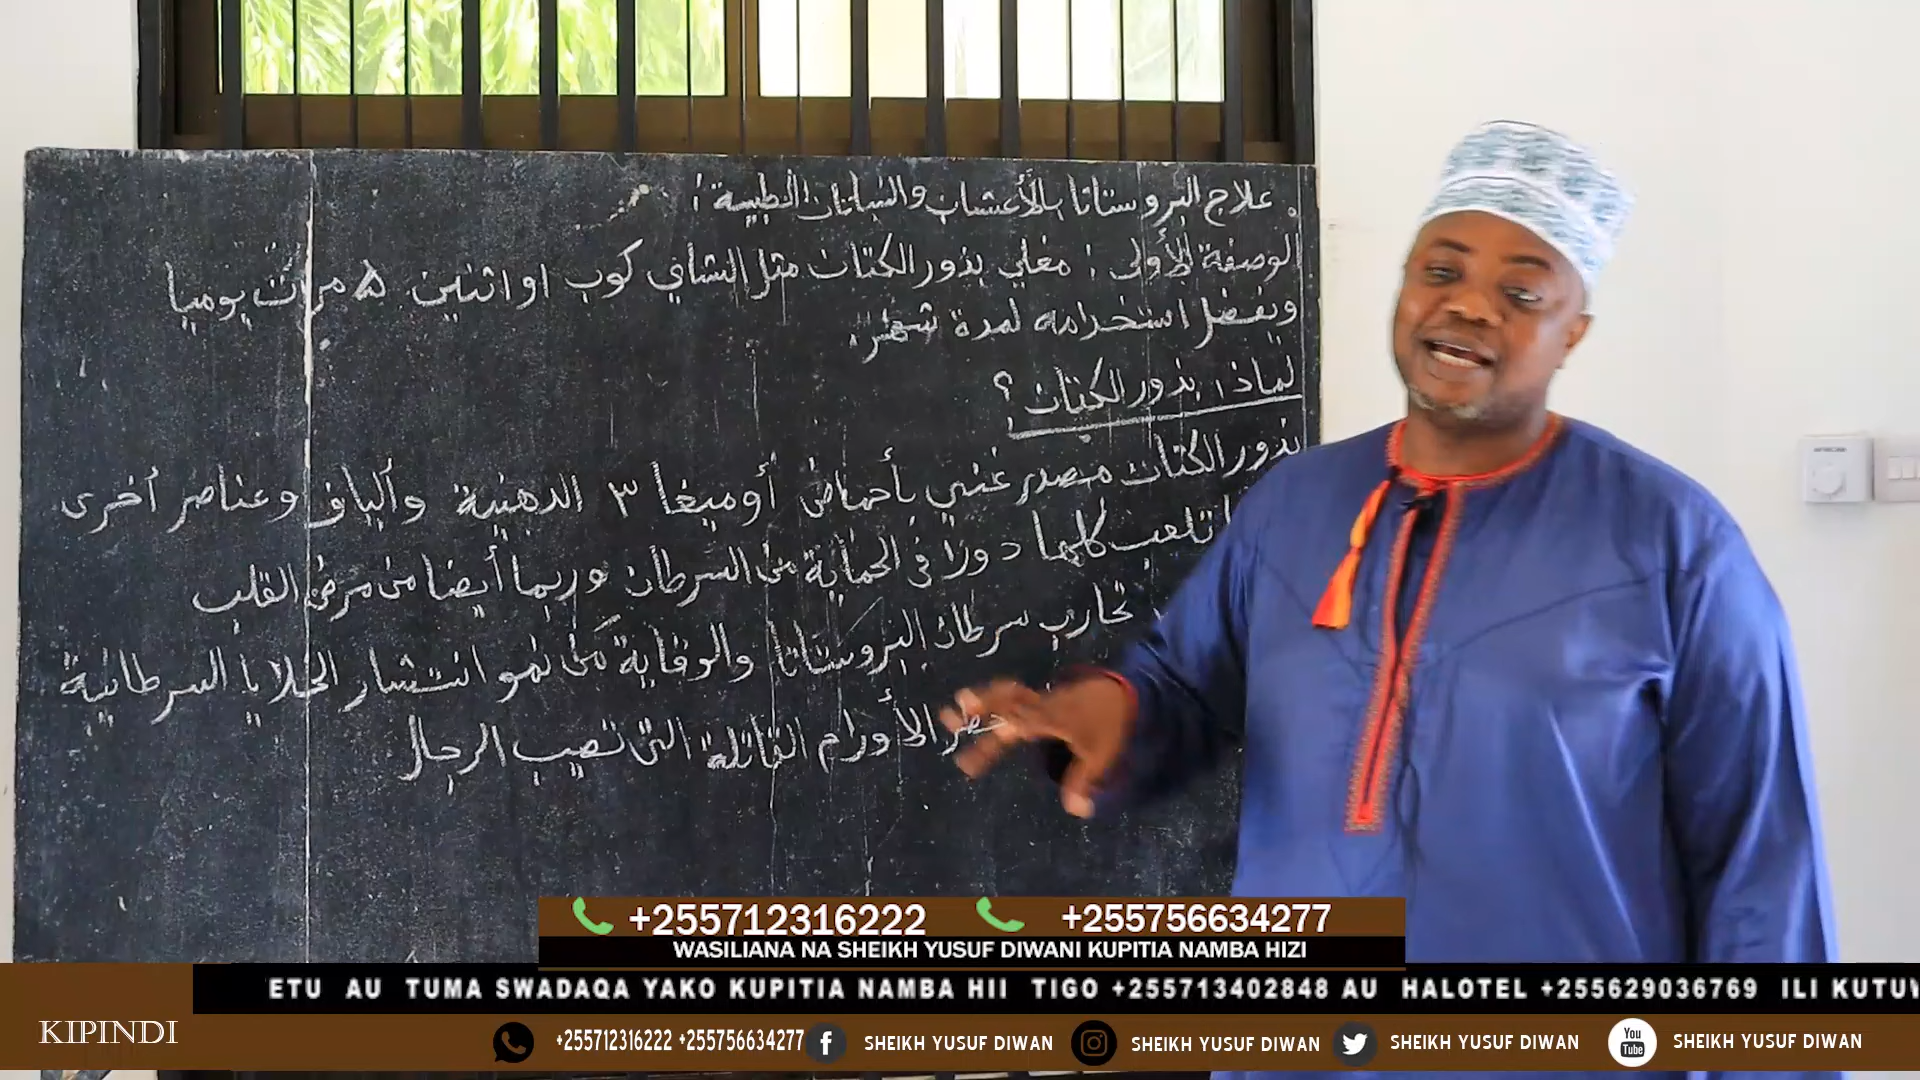 علاج البروستاتا بالأعشاب والنباتات الطبية :
الوصفة الأولى : مغلي بذور الكتان مثل الشاي كوب او اثنين ٥ مرات يوميا
ويفضل استخدامه لمدة شهر.
لماذا بذور الكتان ؟
بذور الكتان مصدر غني بأحماض أوميغا ٣ الدهنية وألياف وعناصر أخرى
تلعب كلها دورًا في الحماية من السرطان وربما أيضا من مرض القلب
تحارب سرطان البروستاتا والوقاية من نمو انتشار الخلايا السرطانية
الأورام القاتلة التى تصيب الرجال
+255712316222 +255756634277
WASILIANA NA SHEIKH YUSUF DIWANI KUPITIA NAMBA HIZI
ETU AU TUMA SWADAQA YAKO KUPITIA NAMBA HII TIGO +255713402848 AU HALOTEL +255629036769 ILI KUTUW
KIPINDI
+255712316222 +255756634277 SHEIKH YUSUF DIWAN SHEIKH YUSUF DIWAN SHEIKH YUSUF DIWAN You Tube SHEIKH YUSUF DIWAN